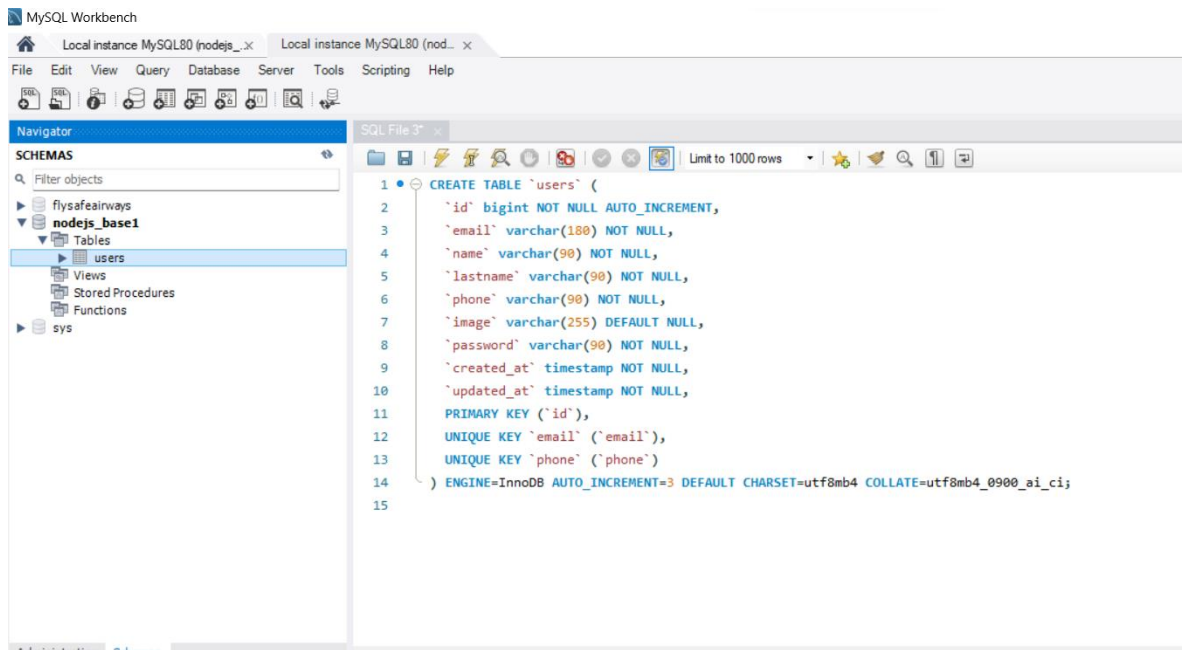 MySQL Workbench
Local instance MySQL80 (nodejs_... x Local instance MySQL80 (nod... x
File Edit View Query Database Server Tools Scripting Help
Navigator
SCHEMAS
Filter objects
flysafeairways
nodejs_base1
Tables
users
Views
Stored Procedures
Functions
sys
SQL File 3* x
Limit to 1000 rows
1 CREATE TABLE `users` (
2 `id` bigint NOT NULL AUTO_INCREMENT,
3 `email` varchar(180) NOT NULL,
4 `name` varchar(90) NOT NULL,
5 `lastname` varchar(90) NOT NULL,
6 `phone` varchar(90) NOT NULL,
7 `image` varchar(255) DEFAULT NULL,
8 `password` varchar(90) NOT NULL,
9 `created_at` timestamp NOT NULL,
10 `updated_at` timestamp NOT NULL,
11 PRIMARY KEY (`id`),
12 UNIQUE KEY `email` (`email`),
13 UNIQUE KEY `phone` (`phone`)
14 ) ENGINE=InnoDB AUTO_INCREMENT=3 DEFAULT CHARSET=utf8mb4 COLLATE=utf8mb4_0900_ai_ci;
15